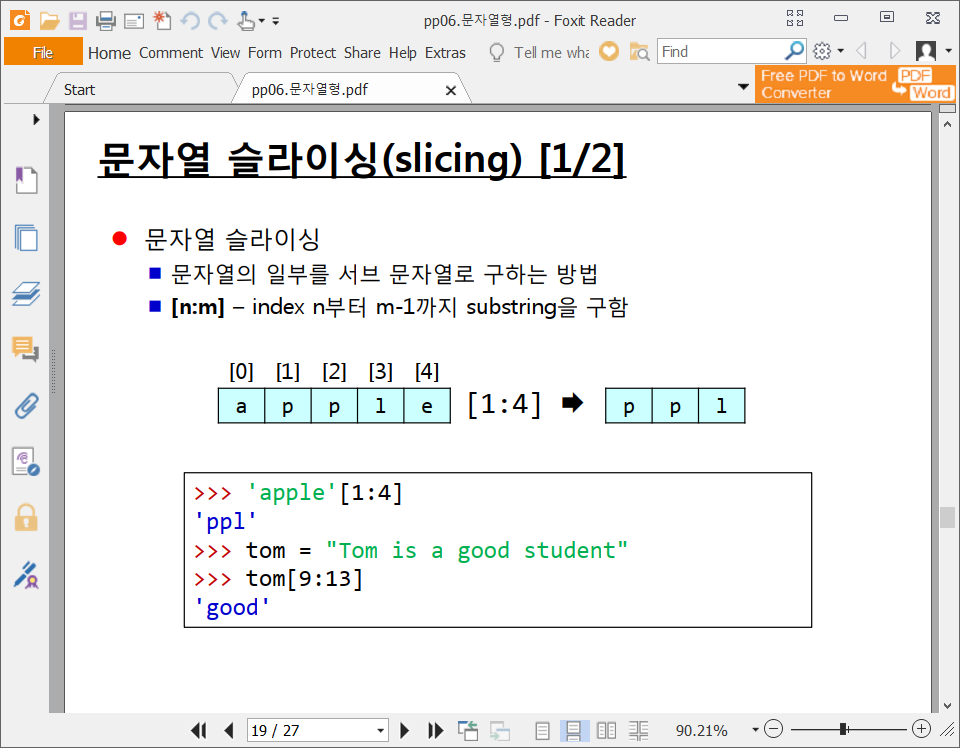 pp06.문자열형.pdf - Foxit Reader
File Home Comment View Form Protect Share Help Extras Tell me wha Find
Start pp06.문자열형.pdf
Free PDF to Word Converter PDF Word
문자열 슬라이싱(slicing) [1/2]
문자열 슬라이싱
문자열의 일부를 서브 문자열로 구하는 방법
[n:m] – index n부터 m-1까지 substring을 구함
[0] [1] [2] [3] [4]
a p p l e [1:4] ➡ p p l
>>> 'apple'[1:4]
'ppl'
>>> tom = "Tom is a good student"
>>> tom[9:13]
'good'
19 / 27 90.21%